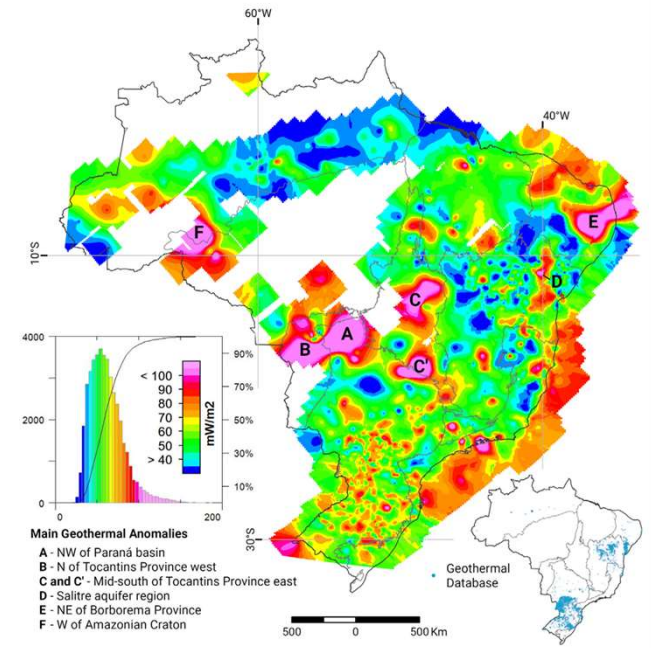 60°W
40°W
10°S
30°S
A
B
C
C'
D
E
F
4000
2000
0
90%
70%
50%
30%
10%
0
200
< 100
90
80
70
60
50
> 40
mW/m2
Main Geothermal Anomalies
A - NW of Paraná basin
B - N of Tocantins Province west
C and C' - Mid-south of Tocantins Province east
D - Salitre aquifer region
E - NE of Borborema Province
F - W of Amazonian Craton
Geothermal
Database
500 0 500 Km